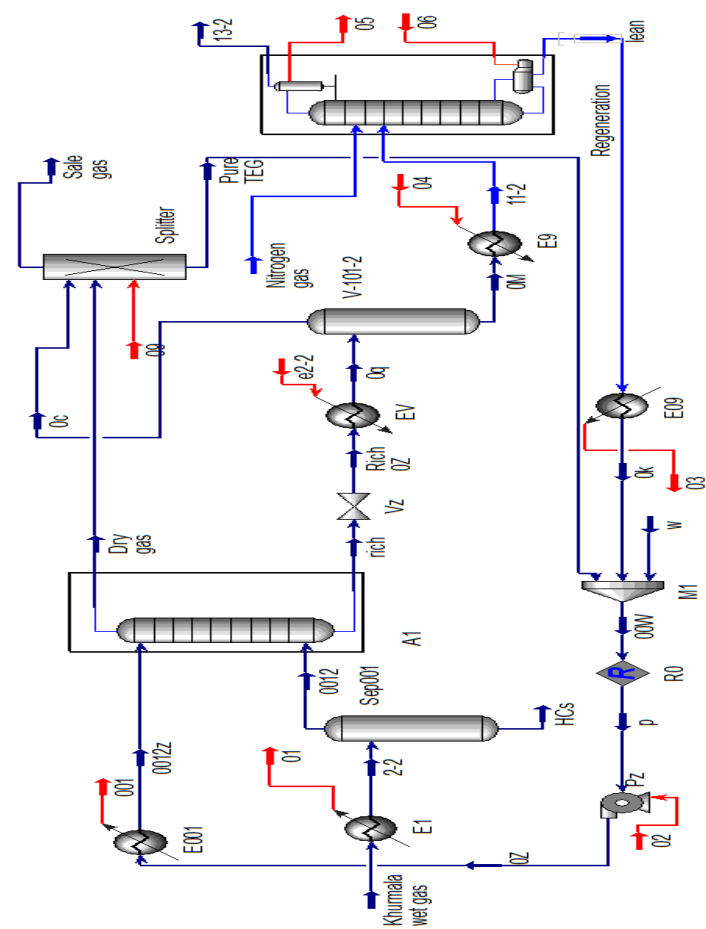 0c
Sale
gas
001
Dry
gas
09
0012z
Splitter
E001
13-2
Pure
TEG
01
Nitrogen
gas
e2-2
0012
V-101-2
05
Sep001
rich
0q
Rich
0Z
Vz
Khurmala
wet gas
2-2
EV
A1
04
E1
06
0M
11-2
0Z
E9
HCs
Regeneration
lean
R
Pz
p
00W
0k
02
E09
R0
w
M1
03